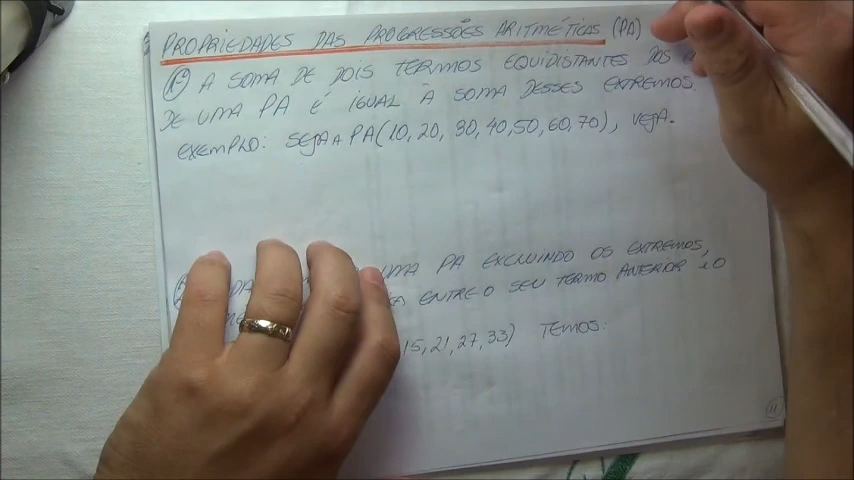 PROPRIEDADES DAS PROGRESSÕES ARITMÉTICAS (PA)
1ª) A SOMA DE DOIS TERMOS EQUIDISTANTES DOS
DE UMA PA É IGUAL À SOMA DESSES EXTREMOS.
EXEMPLO: SEJA A PA (10, 20, 30, 40, 50, 60, 70), VEJA.
UMA PA EXCLUINDO OS EXTREMOS,
ENTRE O SEU TERMO ANTERIOR E O
15, 21, 27, 33) TEMOS:
11